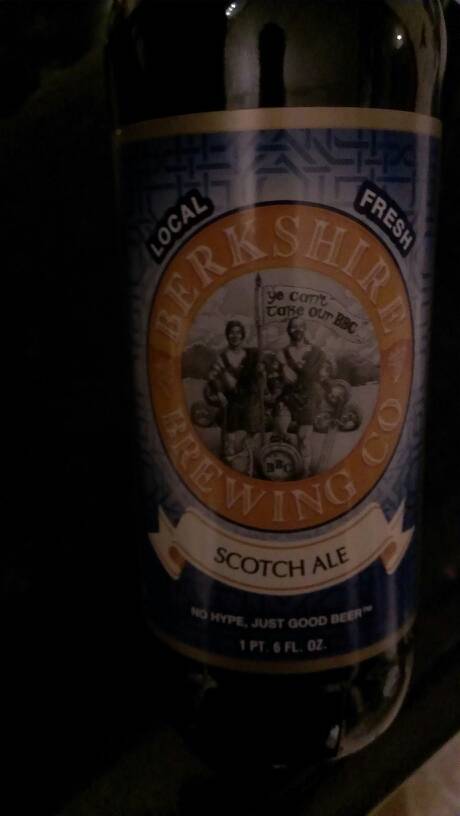 LOCAL
FRESH
BERKSHIRE
BREWING CO
ye can't
take our BBC
BBC
SCOTCH ALE
NO HYPE, JUST GOOD BEER™
1 PT. 6 FL. OZ.